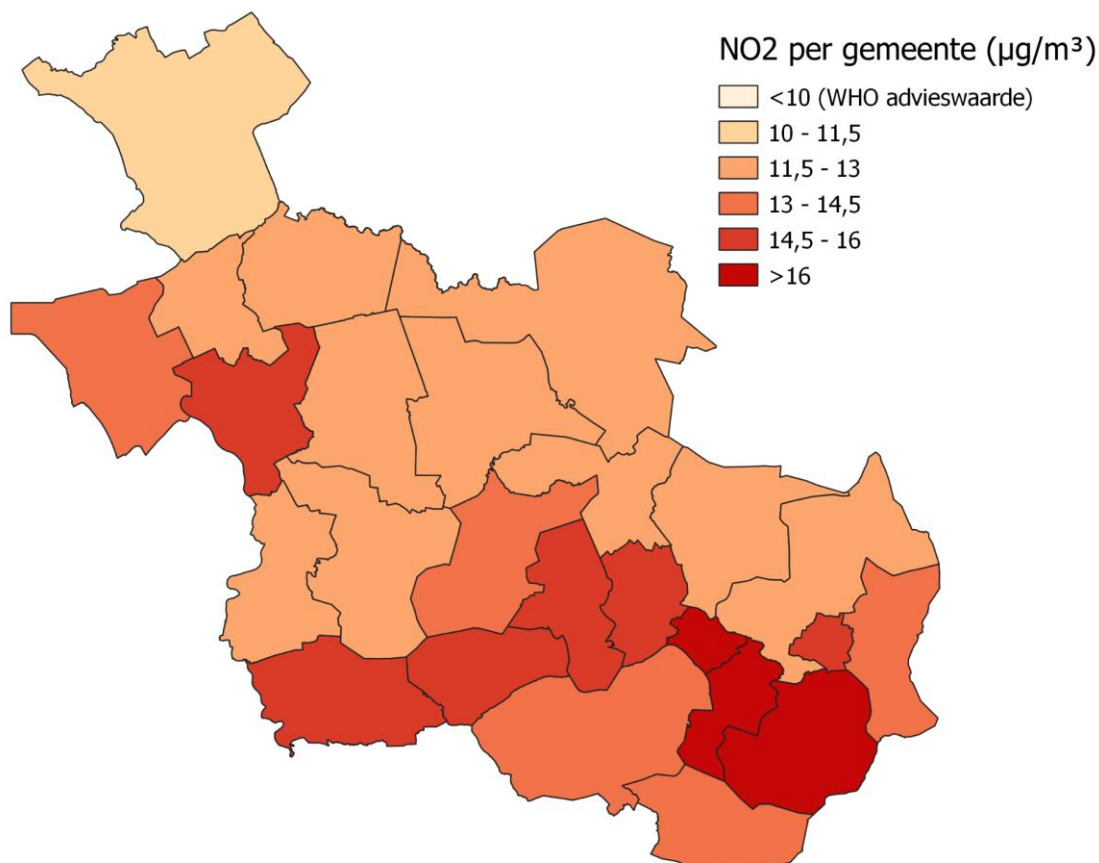 NO2 per gemeente (µg/m³)
<10 (WHO advieswaarde)
10 - 11,5
11,5 - 13
13 - 14,5
14,5 - 16
>16